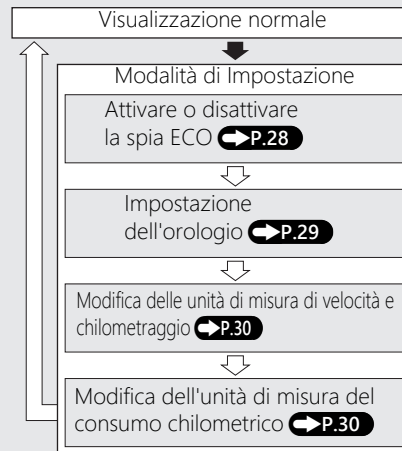 Visualizzazione normale
Modalità di Impostazione
Attivare o disattivare
la spia ECO P.28
Impostazione
dell'orologio P.29
Modifica delle unità di misura di velocità e
chilometraggio P.30
Modifica dell'unità di misura del
consumo chilometrico P.30